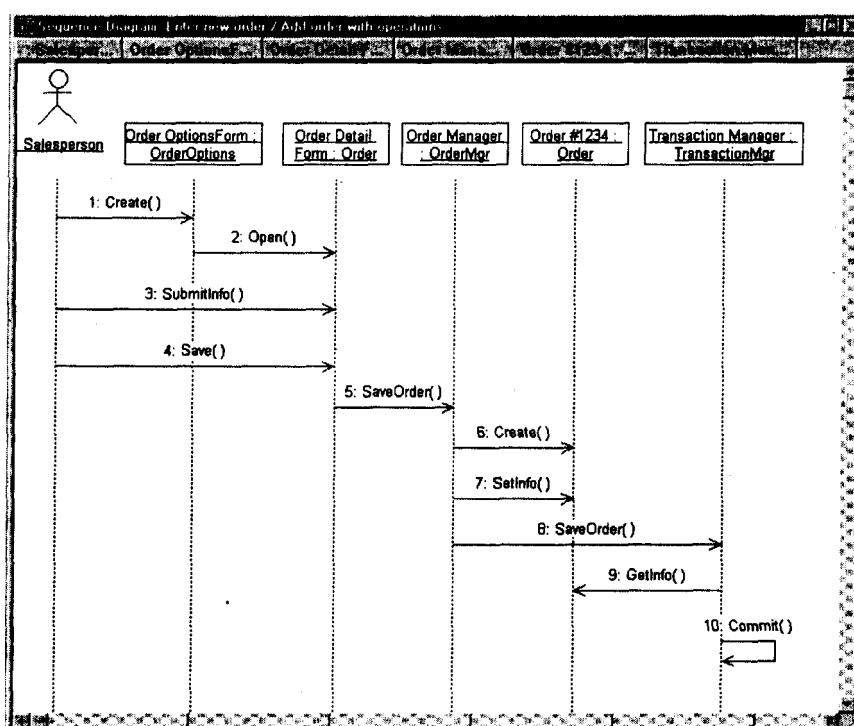 Sequence Diagram: Enter new order / Add order with operations
Order OptionsF...
Salesperson
Order OptionsForm :
OrderOptions
Order Detail
Form : Order
Order Manager
: OrderMgr
Order #1234 :
Order
Transaction Manager :
TransactionMgr
1: Create( )
2: Open( )
3: SubmitInfo( )
4: Save( )
5: SaveOrder( )
6: Create( )
7: SetInfo( )
8: SaveOrder( )
9: GetInfo( )
10: Commit( )